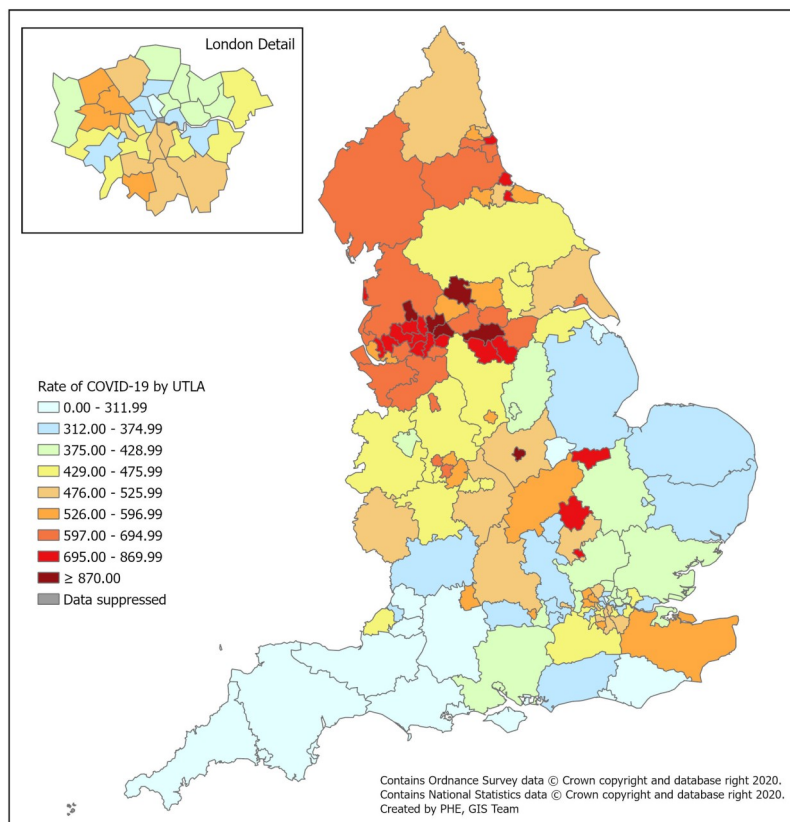 London Detail
Rate of COVID-19 by UTLA
0.00 - 311.99
312.00 - 374.99
375.00 - 428.99
429.00 - 475.99
476.00 - 525.99
526.00 - 596.99
597.00 - 694.99
695.00 - 869.99
≥ 870.00
Data suppressed
Contains Ordnance Survey data © Crown copyright and database right 2020.
Contains National Statistics data © Crown copyright and database right 2020.
Created by PHE, GIS Team